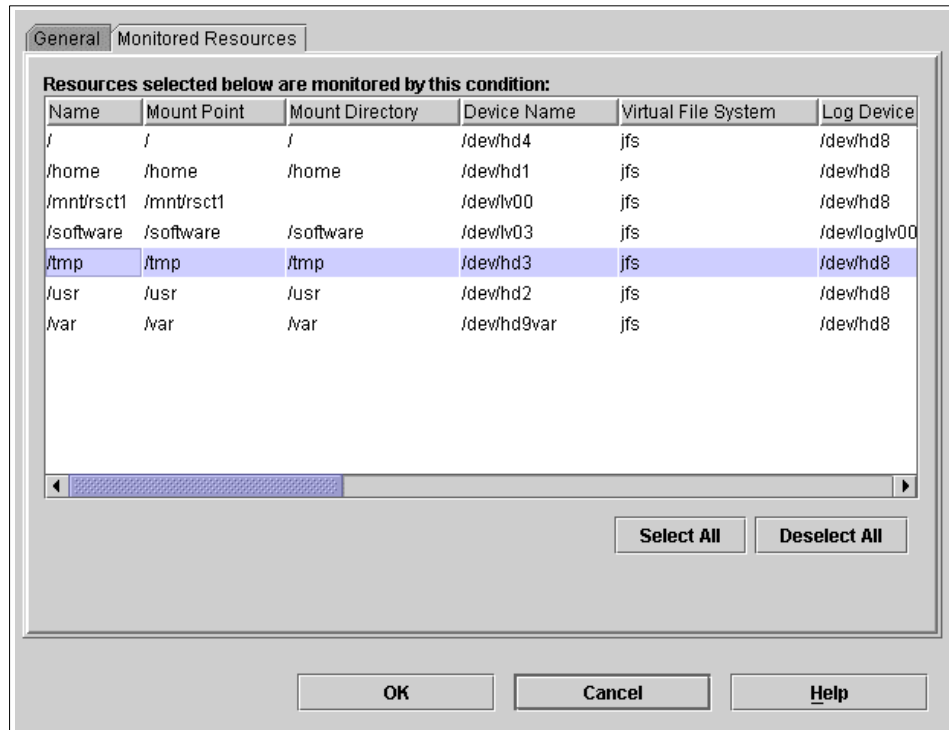 General Monitored Resources
Resources selected below are monitored by this condition:
Name Mount Point Mount Directory Device Name Virtual File System Log Device
/ / / /dev/hd4 jfs /dev/hd8
/home /home /home /dev/hd1 jfs /dev/hd8
/mnt/rsct1 /mnt/rsct1 /dev/lv00 jfs /dev/hd8
/software /software /software /dev/lv03 jfs /dev/loglv00
/tmp /tmp /tmp /dev/hd3 jfs /dev/hd8
/usr /usr /usr /dev/hd2 jfs /dev/hd8
/var /var /var /dev/hd9var jfs /dev/hd8
Select All Deselect All
OK Cancel Help